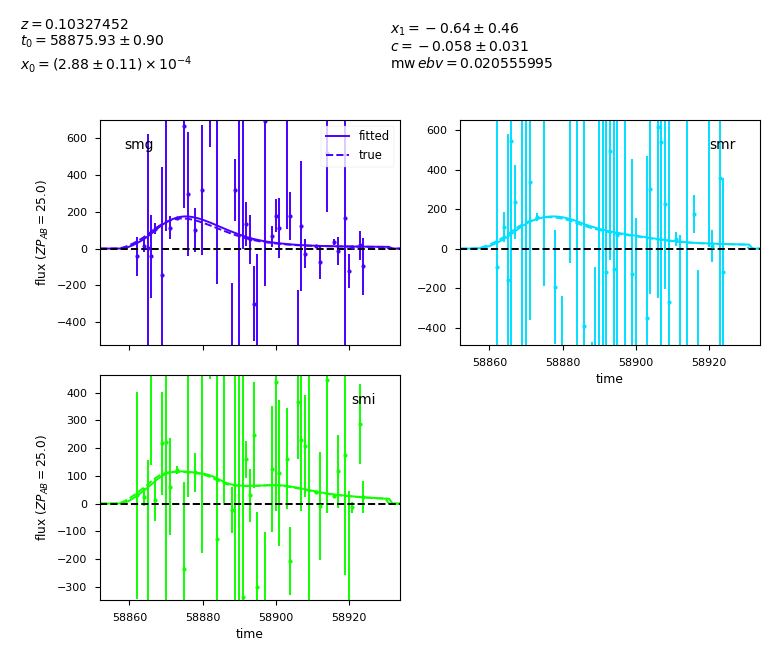 z = 0.10327452
t₀ = 58875.93 ± 0.90
x₀ = (2.88 ± 0.11) × 10⁻⁴
x₁ = −0.64 ± 0.46
c = −0.058 ± 0.031
mw ebv = 0.020555995
smg
fitted
true
600
400
200
0
−200
−400
flux (ZP_AB = 25.0)
smr
600
400
200
0
−200
−400
58860 58880 58900 58920
time
smi
400
300
200
100
0
−100
−200
−300
flux (ZP_AB = 25.0)
58860 58880 58900 58920
time